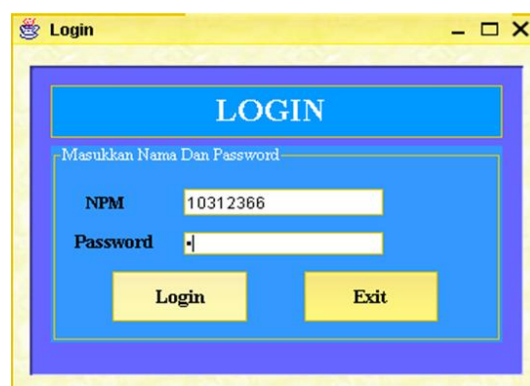 Login
LOGIN
Masukkan Nama Dan Password
NPM 10312366
Password •
Login Exit